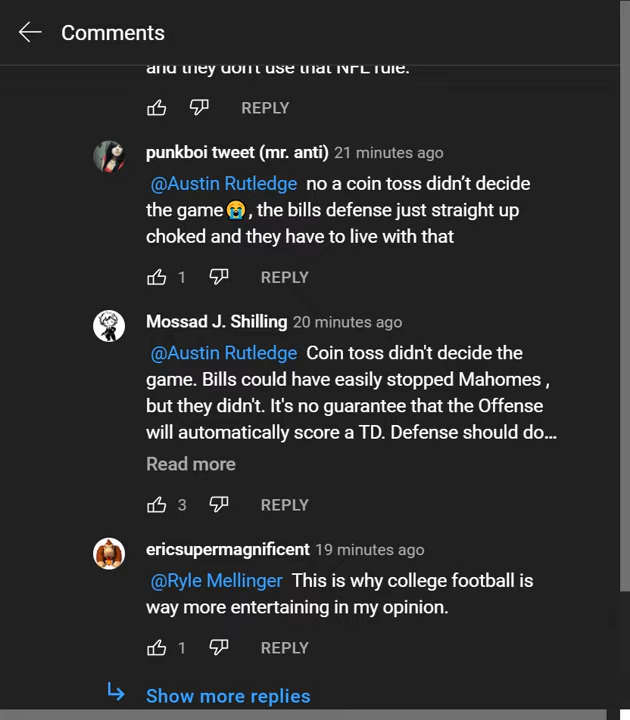 Comments
and they don't use that NFL rule.
REPLY
punkboi tweet (mr. anti) 21 minutes ago
@Austin Rutledge no a coin toss didn’t decide
the game😭, the bills defense just straight up
choked and they have to live with that
1 REPLY
Mossad J. Shilling 20 minutes ago
@Austin Rutledge Coin toss didn't decide the
game. Bills could have easily stopped Mahomes ,
but they didn't. It's no guarantee that the Offense
will automatically score a TD. Defense should do...
Read more
3 REPLY
ericsupermagnificent 19 minutes ago
@Ryle Mellinger This is why college football is
way more entertaining in my opinion.
1 REPLY
Show more replies